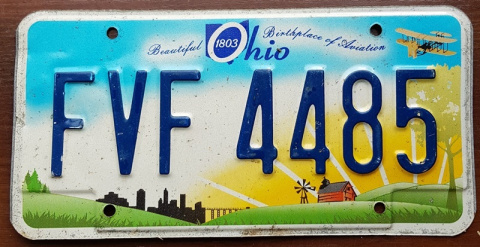 Beautiful Ohio Birthplace of Aviation
1803
FVF 4485